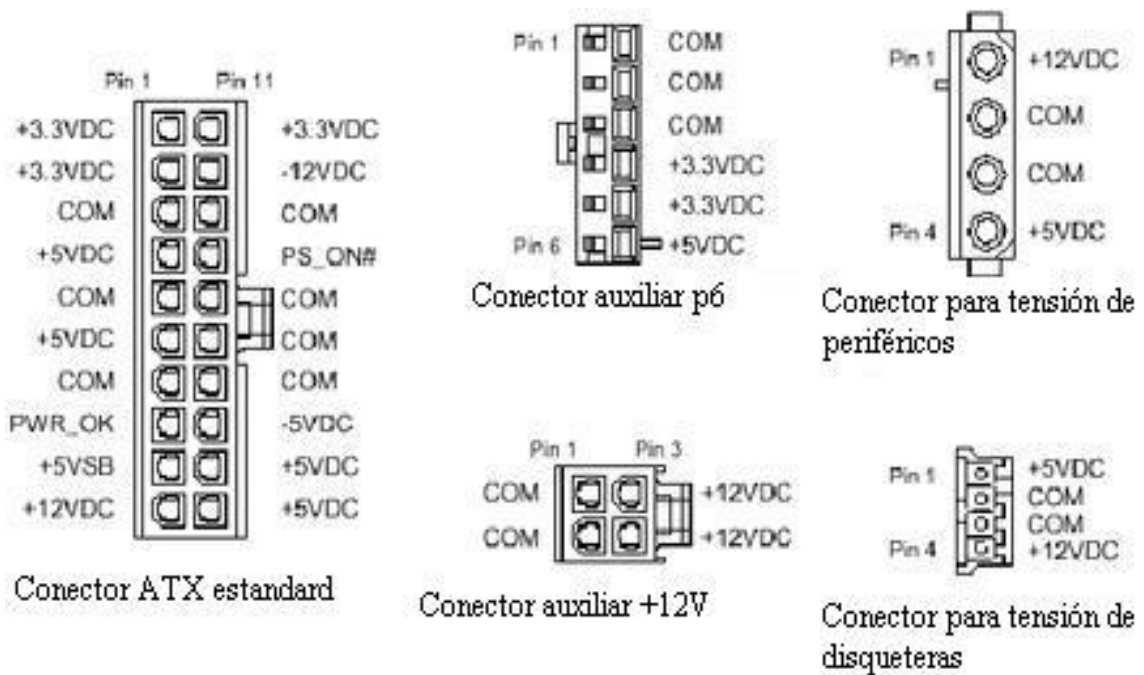 Pin 1 Pin 11
+3.3VDC +3.3VDC
+3.3VDC -12VDC
COM COM
+5VDC PS_ON#
COM COM
+5VDC COM
COM COM
PWR_OK -5VDC
+5VSB +5VDC
+12VDC +5VDC
Conector ATX estandard
Pin 1 COM
COM
COM
+3.3VDC
+3.3VDC
Pin 6 +5VDC
Conector auxiliar p6
Pin 1 +12VDC
COM
COM
Pin 4 +5VDC
Conector para tensión de
periféricos
Pin 1 Pin 3
COM +12VDC
COM +12VDC
Conector auxiliar +12V
Pin 1 +5VDC
COM
COM
Pin 4 +12VDC
Conector para tensión de
disqueteras